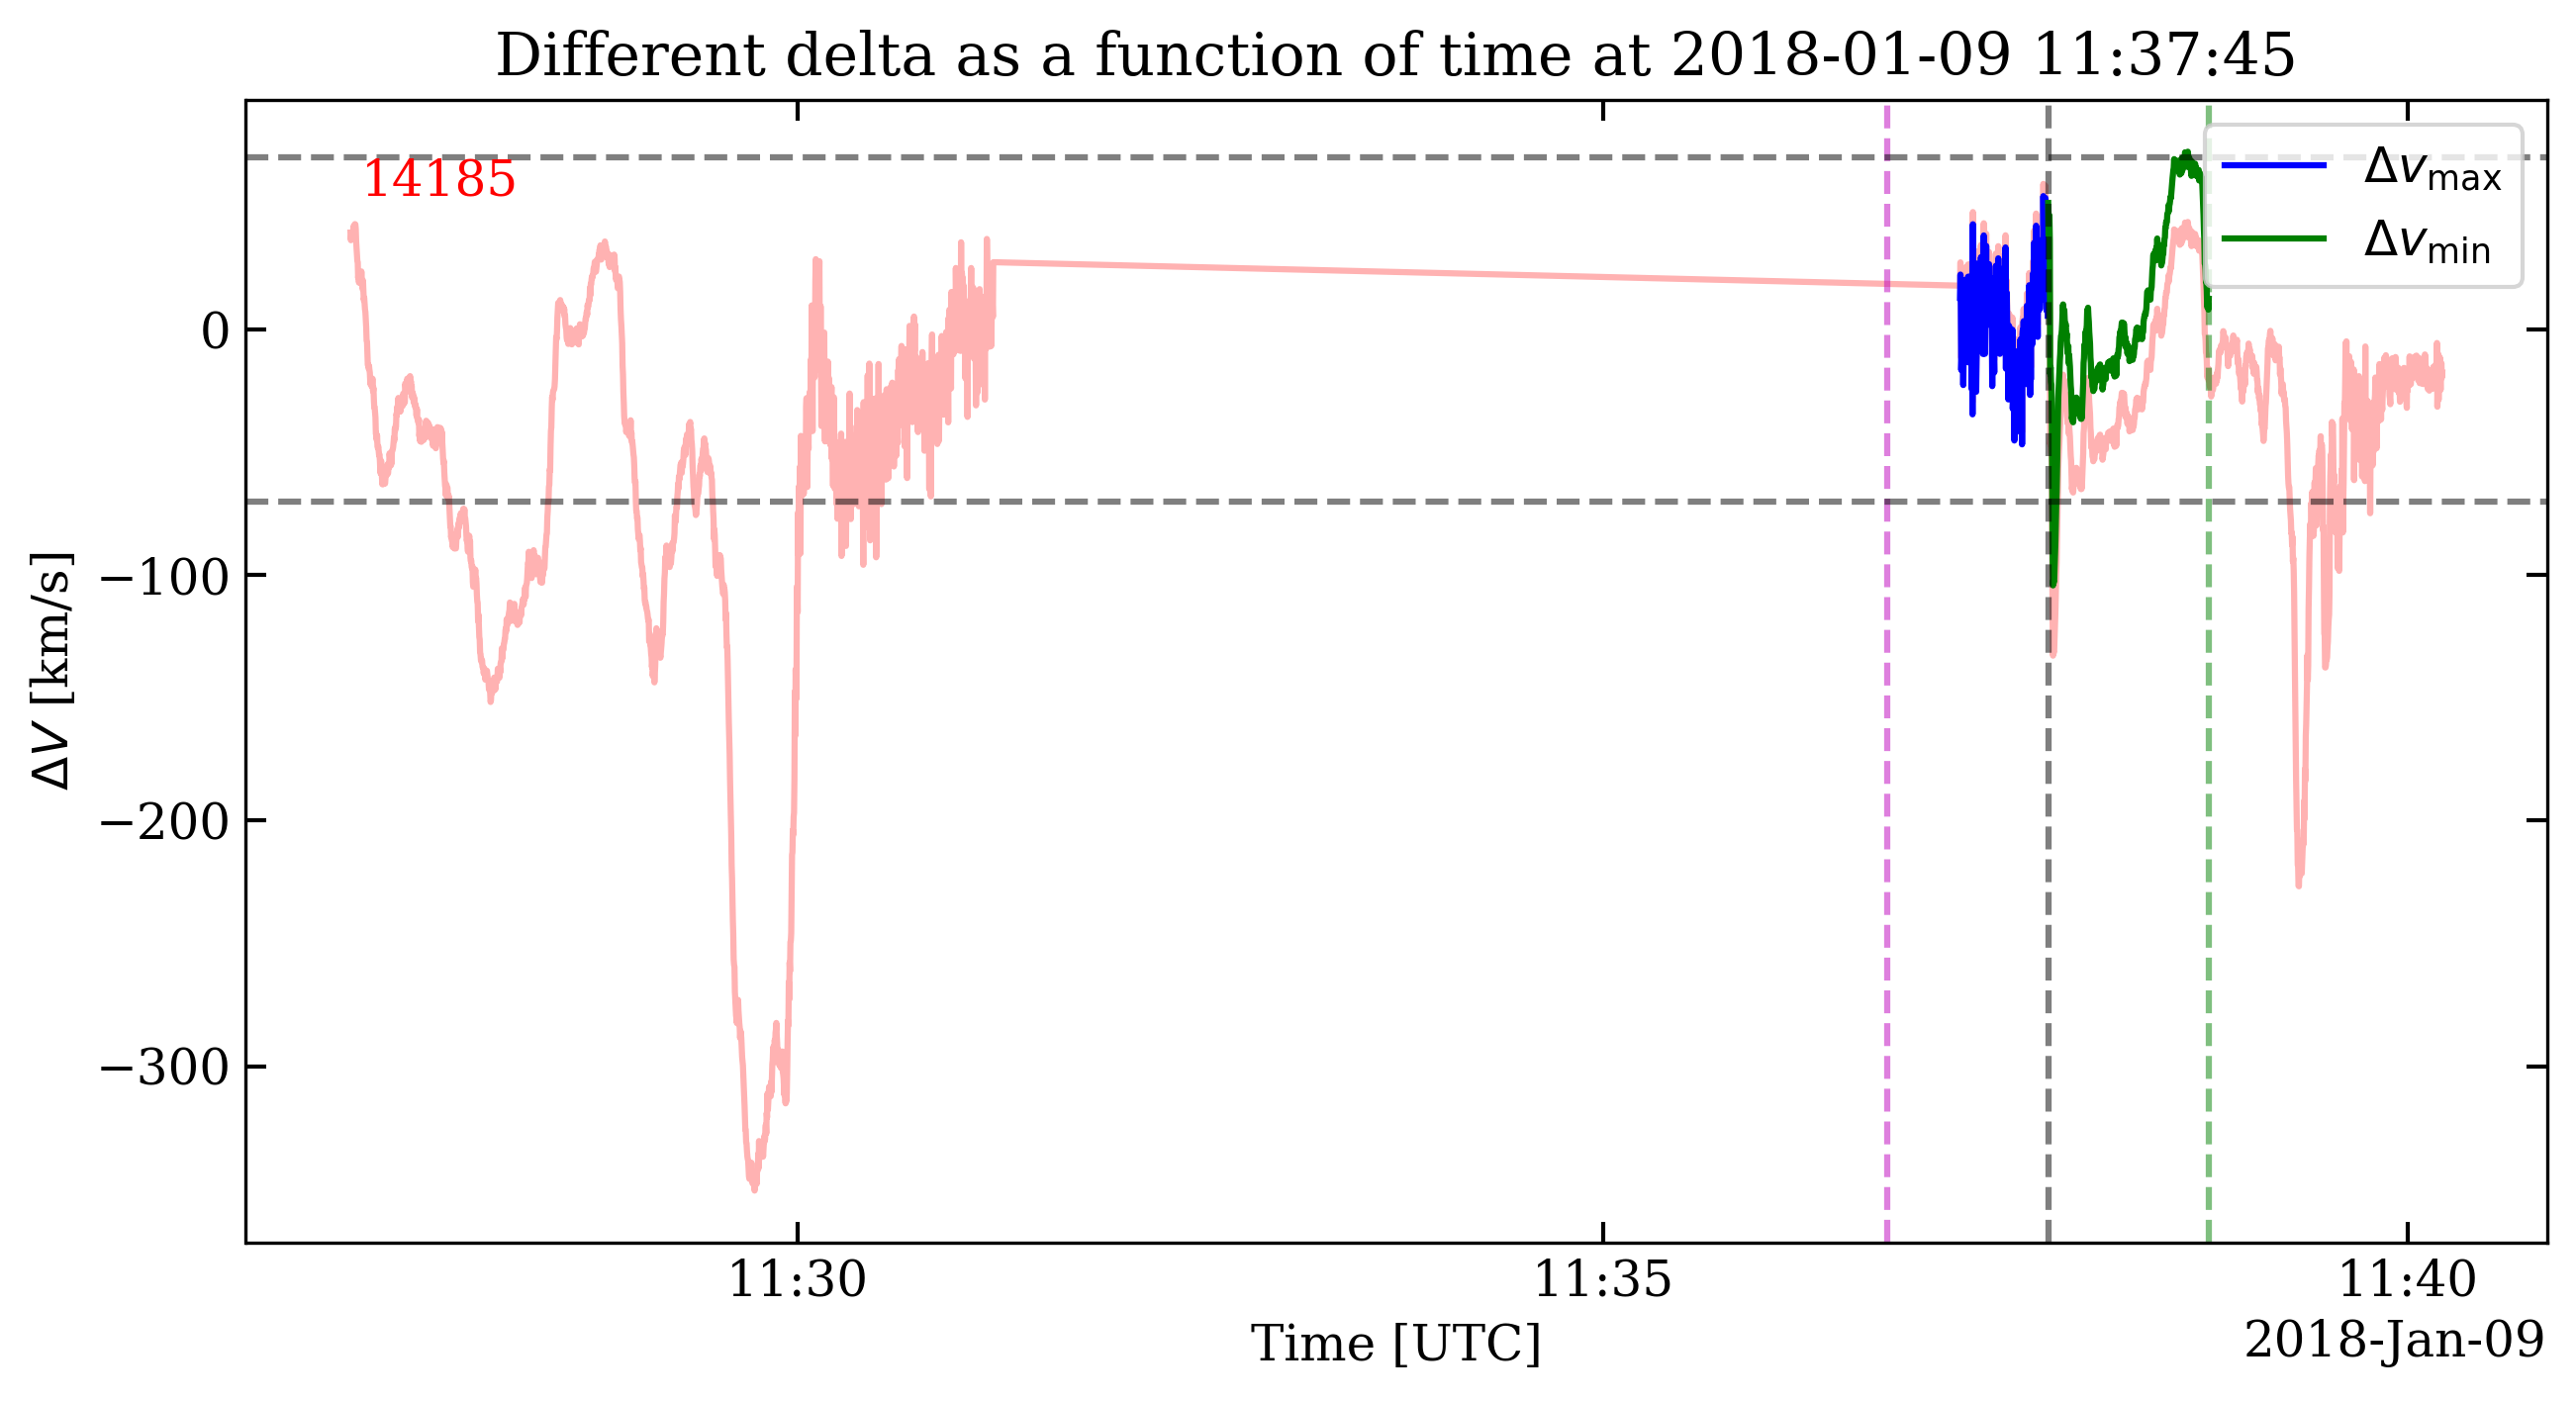 Different delta as a function of time at 2018-01-09 11:37:45
14185
Δv_max
Δv_min
0
−100
−200
−300
ΔV [km/s]
11:30
11:35
11:40
Time [UTC]
2018-Jan-09